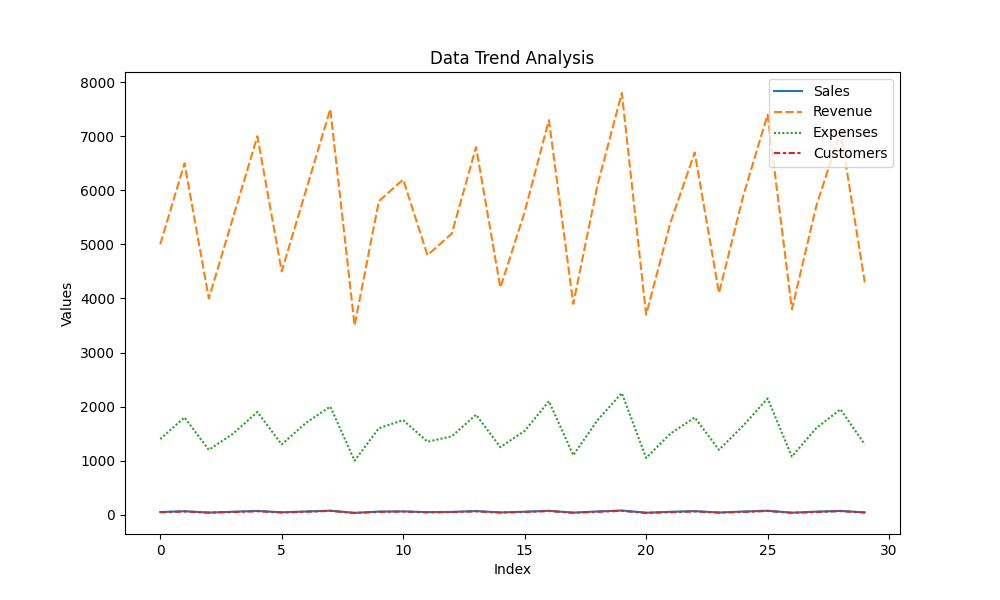 Data Trend Analysis
Sales
Revenue
Expenses
Customers
8000
7000
6000
5000
4000
3000
2000
1000
0
Values
0 5 10 15 20 25 30
Index